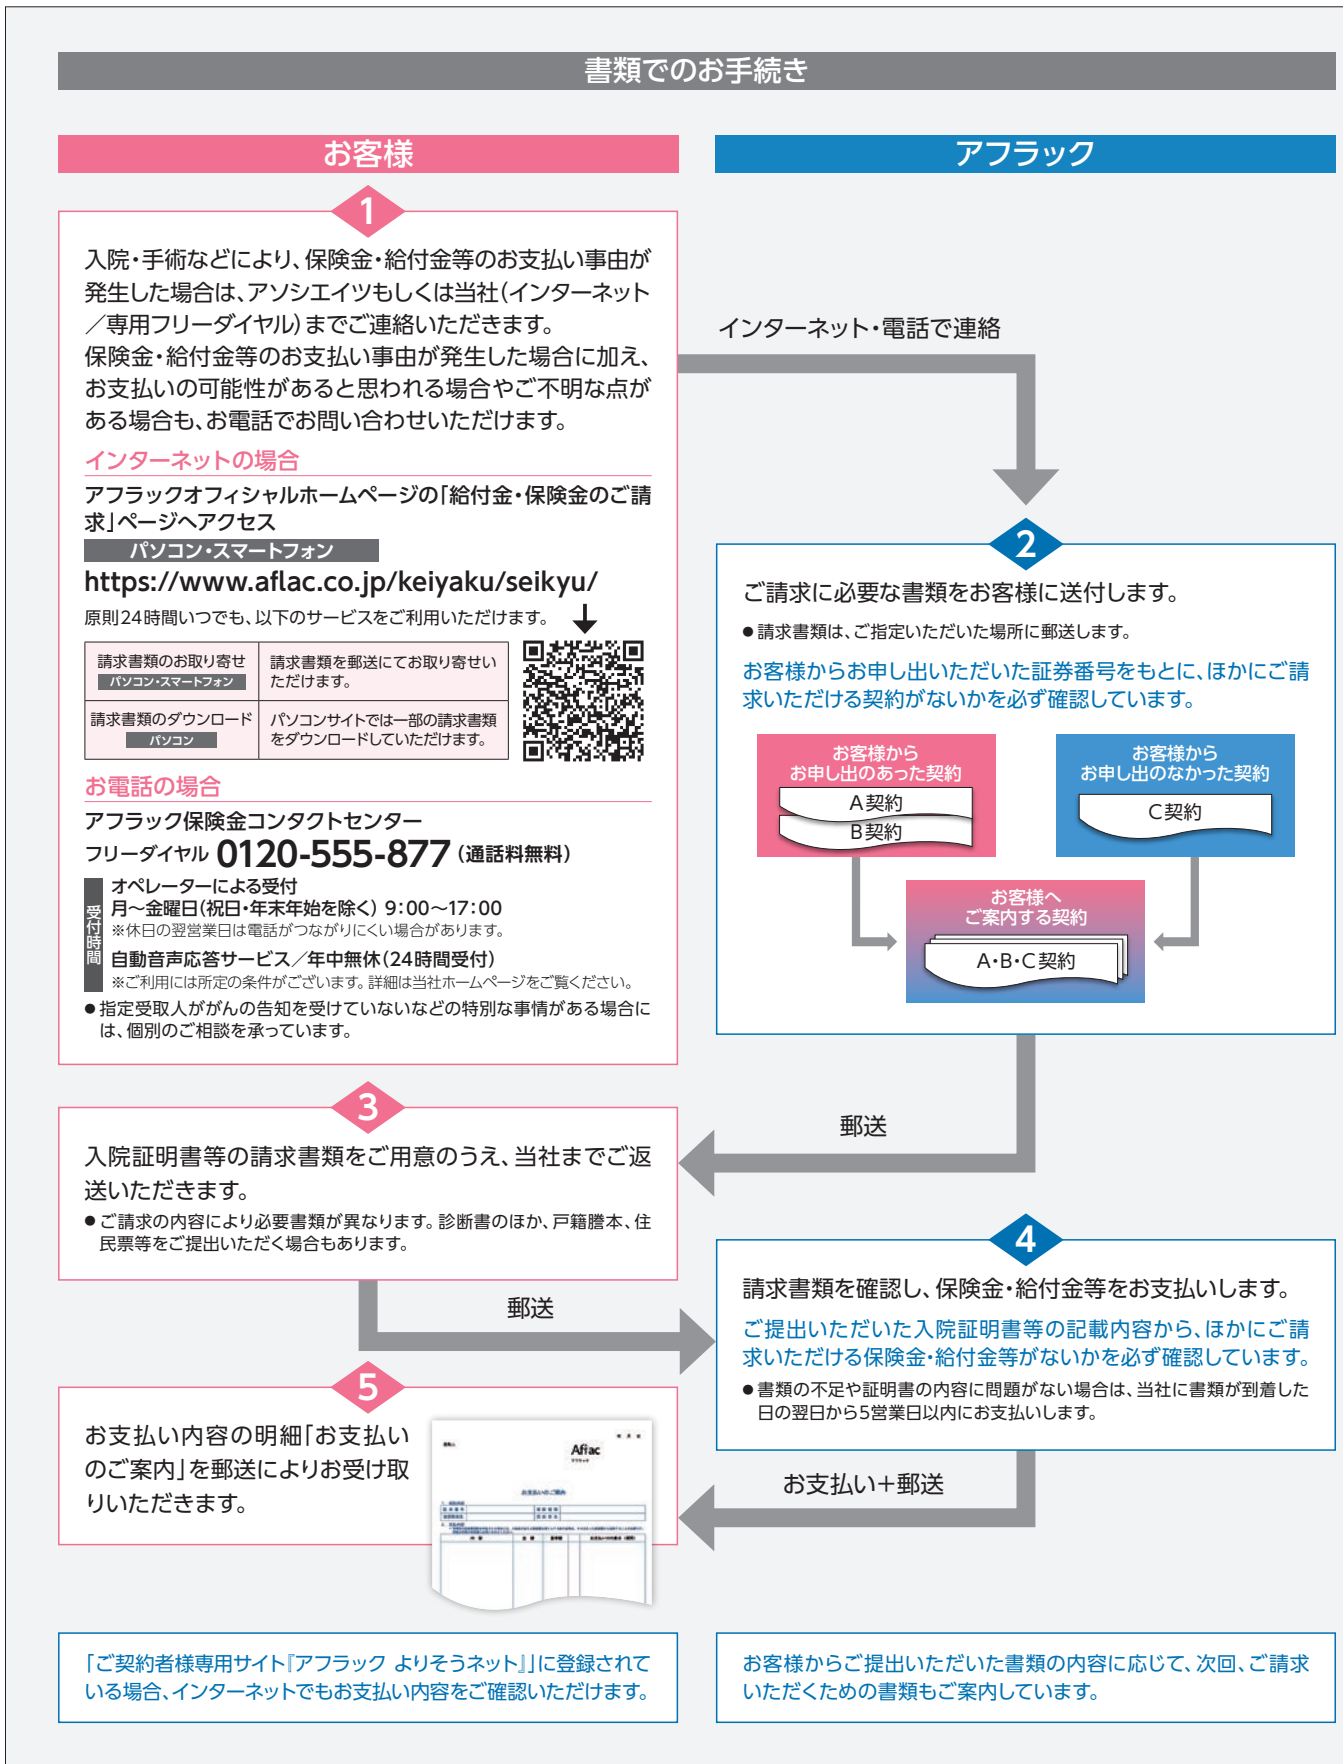 書類でのお手続き
お客様
アフラック
1
入院・手術などにより、保険金・給付金等のお支払い事由が
発生した場合は、アソシエイツもしくは当社(インターネット
／専用フリーダイヤル)までご連絡いただきます。
保険金・給付金等のお支払い事由が発生した場合に加え、
お支払いの可能性があると思われる場合やご不明な点が
ある場合も、お電話でお問い合わせいただけます。
インターネットの場合
アフラックオフィシャルホームページの「給付金・保険金のご請
求」ページへアクセス
パソコン・スマートフォン
https://www.aflac.co.jp/keiyaku/seikyu/
原則24時間いつでも、以下のサービスをご利用いただけます。
請求書類のお取り寄せ
パソコン・スマートフォン
請求書類を郵送にてお取り寄せい
ただけます。
請求書類のダウンロード
パソコン
パソコンサイトでは一部の請求書類
をダウンロードしていただけます。
お電話の場合
アフラック保険金コンタクトセンター
フリーダイヤル 0120-555-877(通話料無料)
受付時間
オペレーターによる受付
月〜金曜日(祝日・年末年始を除く) 9：00〜17：00
※休日の翌営業日は電話がつながりにくい場合があります。
自動音声応答サービス／年中無休(24時間受付)
※ご利用には所定の条件がございます。詳細は当社ホームページをご覧ください。
●指定受取人ががんの告知を受けていないなどの特別な事情がある場合に
は、個別のご相談を承っています。
インターネット・電話で連絡
2
ご請求に必要な書類をお客様に送付します。
●請求書類は、ご指定いただいた場所に郵送します。
お客様からお申し出いただいた証券番号をもとに、ほかにご請
求いただける契約がないかを必ず確認しています。
お客様から
お申し出のあった契約
A契約
B契約
お客様から
お申し出のなかった契約
C契約
お客様へ
ご案内する契約
A・B・C契約
郵送
3
入院証明書等の請求書類をご用意のうえ、当社までご返
送いただきます。
●ご請求の内容により必要書類が異なります。診断書のほか、戸籍謄本、住
民票等をご提出いただく場合もあります。
郵送
4
請求書類を確認し、保険金・給付金等をお支払いします。
ご提出いただいた入院証明書等の記載内容から、ほかにご請
求いただける保険金・給付金等がないかを必ず確認しています。
●書類の不足や証明書の内容に問題がない場合は、当社に書類が到着した
日の翌日から5営業日以内にお支払いします。
お支払い＋郵送
5
お支払い内容の明細「お支払い
のご案内」を郵送によりお受け取
りいただきます。
Aflac
アフラック
お支払いのご案内
「ご契約者様専用サイト『アフラック よりそうネット』」に登録されて
いる場合、インターネットでもお支払い内容をご確認いただけます。
お客様からご提出いただいた書類の内容に応じて、次回、ご請求
いただくための書類もご案内しています。